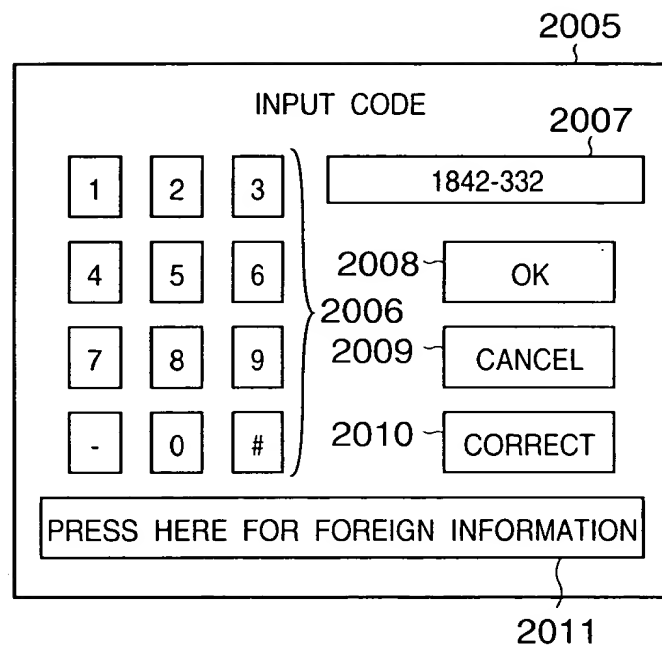 2005
INPUT CODE
2007
1 2 3 1842-332
4 5 6 2008 OK
2006
7 8 9 2009 CANCEL
- 0 # 2010 CORRECT
PRESS HERE FOR FOREIGN INFORMATION
2011